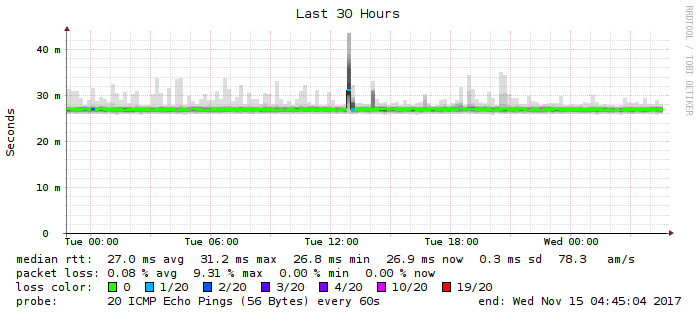 Last 30 Hours
RRDTOOL / TOBI OETIKER
Seconds
40 m
30 m
20 m
10 m
0
Tue 00:00 Tue 06:00 Tue 12:00 Tue 18:00 Wed 00:00
median rtt: 27.0 ms avg 31.2 ms max 26.8 ms min 26.9 ms now 0.3 ms sd 78.3 am/s
packet loss: 0.08 % avg 9.31 % max 0.00 % min 0.00 % now
loss color: 0 1/20 2/20 3/20 4/20 10/20 19/20
probe: 20 ICMP Echo Pings (56 Bytes) every 60s end: Wed Nov 15 04:45:04 2017